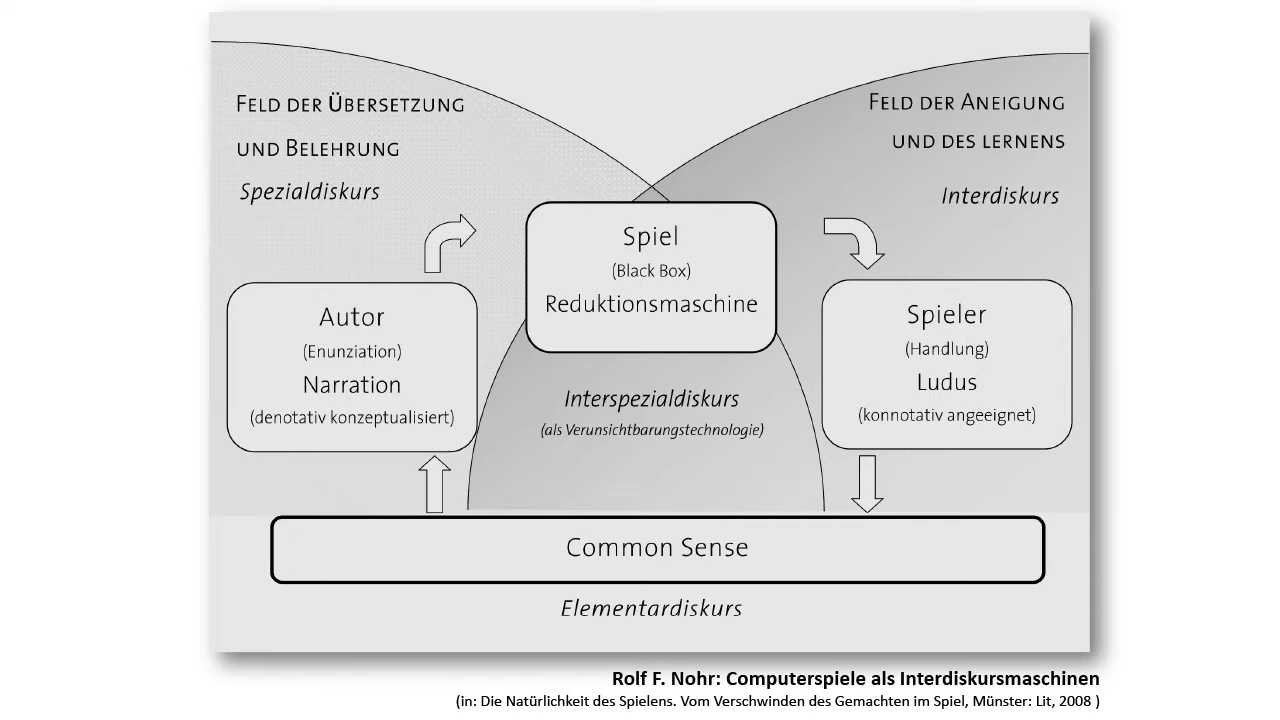 FELD DER ÜBERSETZUNG
UND BELEHRUNG
Spezialdiskurs
FELD DER ANEIGUNG
UND DES LERNENS
Interdiskurs
Spiel
(Black Box)
Reduktionsmaschine
Autor
(Enunziation)
Narration
(denotativ konzeptualisiert)
Spieler
(Handlung)
Ludus
(konnotativ angeeignet)
Interspezialdiskurs
(als Verunsichtbarungstechnologie)
Common Sense
Elementardiskurs
Rolf F. Nohr: Computerspiele als Interdiskursmaschinen
(in: Die Natürlichkeit des Spielens. Vom Verschwinden des Gemachten im Spiel, Münster: Lit, 2008 )